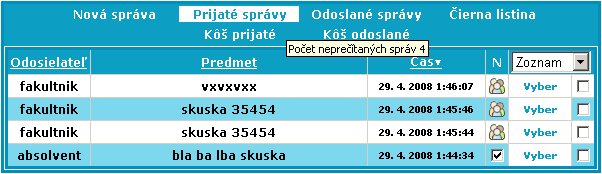 Nová správa Prijaté správy Odoslané správy Čierna listina
Kôš prijaté Kôš odoslané
Počet neprečítaných správ 4
Odosielateľ Predmet Čas▼ N Zoznam
fakultnik vxvxvxx 29. 4. 2008 1:46:07 Vyber
fakultnik skuska 35454 29. 4. 2008 1:45:46 Vyber
fakultnik skuska 35454 29. 4. 2008 1:45:44 Vyber
absolvent bla ba lba skuska 29. 4. 2008 1:44:34 Vyber